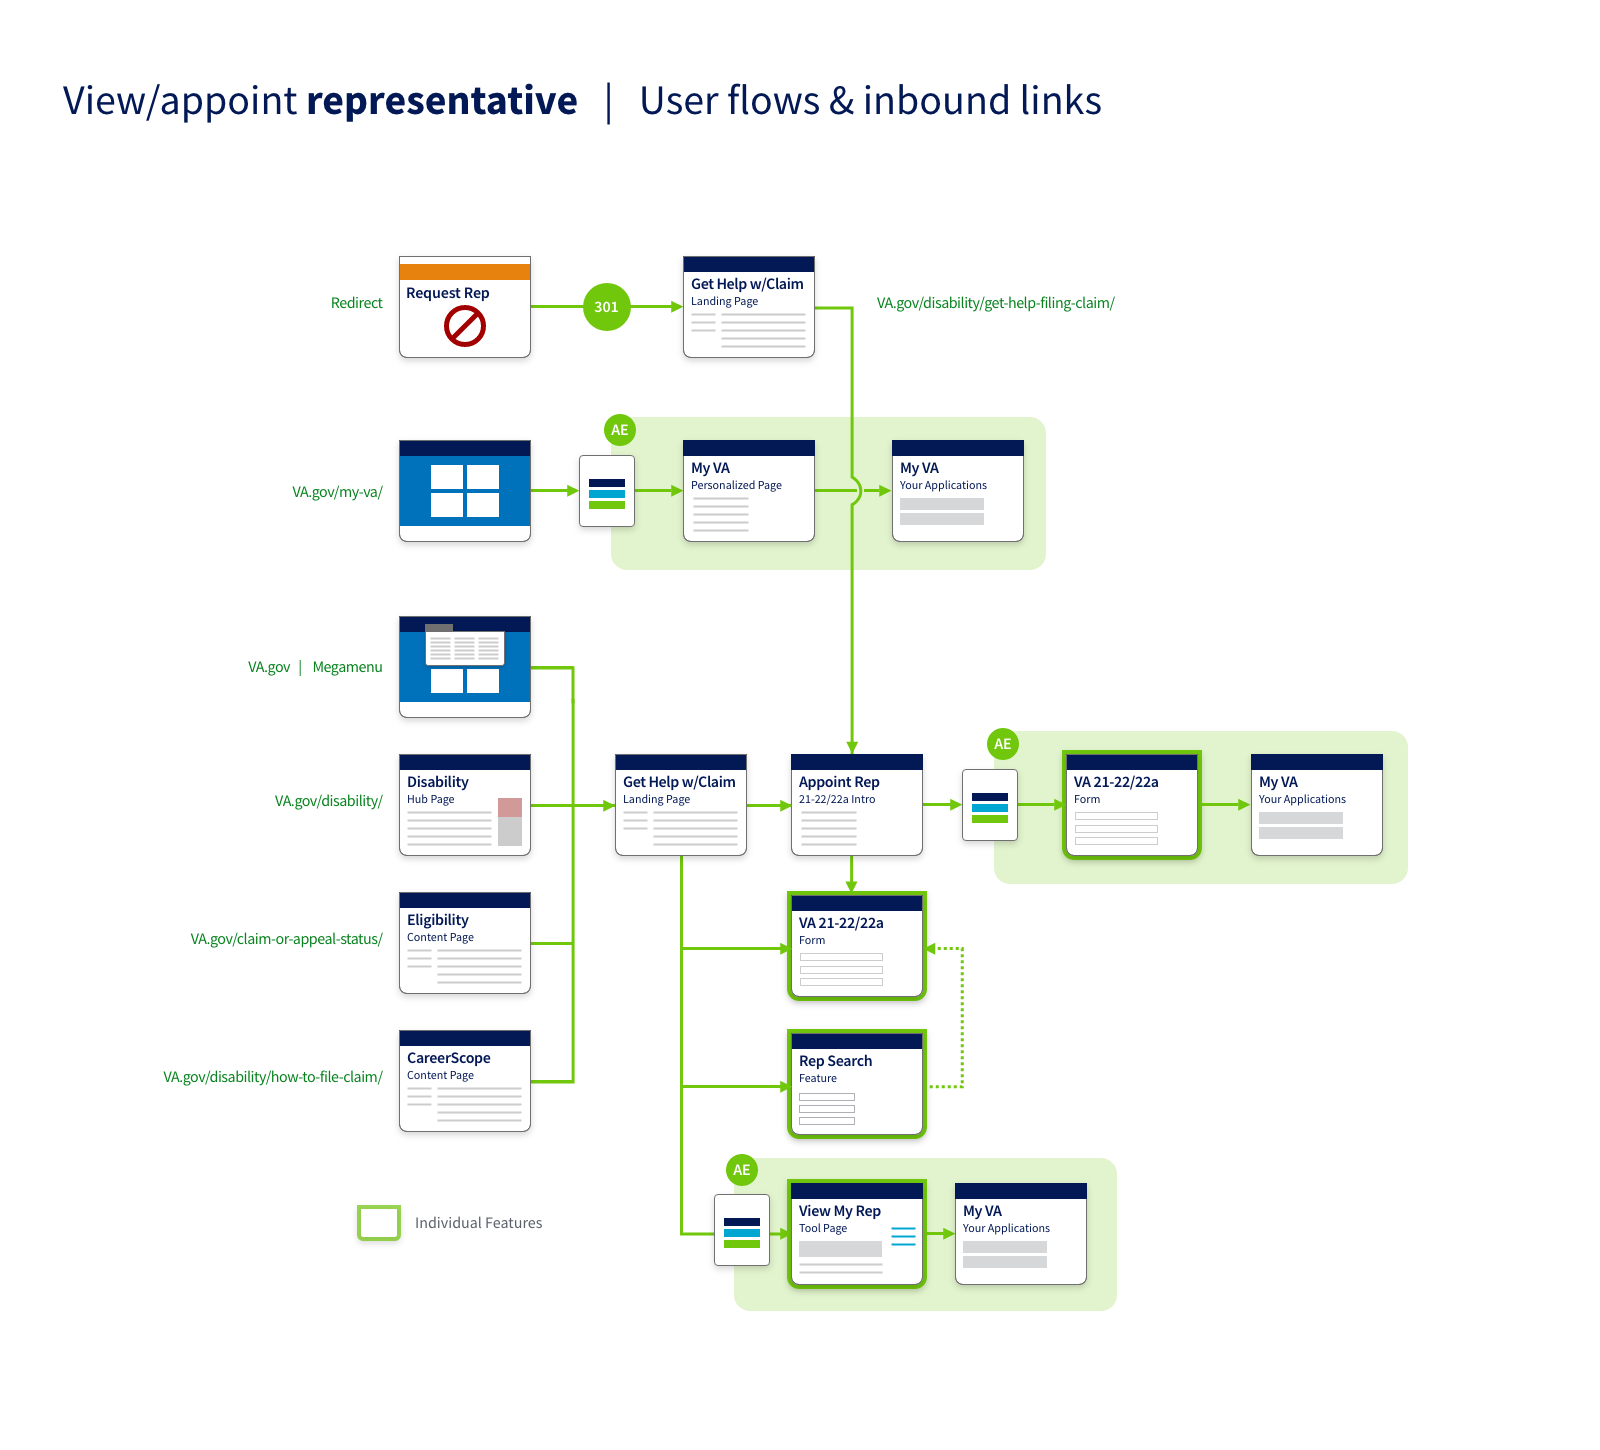 View/appoint representative | User flows & inbound links
Redirect
Request Rep
301
Get Help w/Claim
Landing Page
VA.gov/disability/get-help-filing-claim/
VA.gov/my-va/
AE
My VA
Personalized Page
My VA
Your Applications
VA.gov | Megamenu
VA.gov/disability/
Disability
Hub Page
Get Help w/Claim
Landing Page
Appoint Rep
21-22/22a Intro
AE
VA 21-22/22a
Form
My VA
Your Applications
VA.gov/claim-or-appeal-status/
Eligibility
Content Page
VA 21-22/22a
Form
VA.gov/disability/how-to-file-claim/
CareerScope
Content Page
Rep Search
Feature
AE
View My Rep
Tool Page
My VA
Your Applications
Individual Features